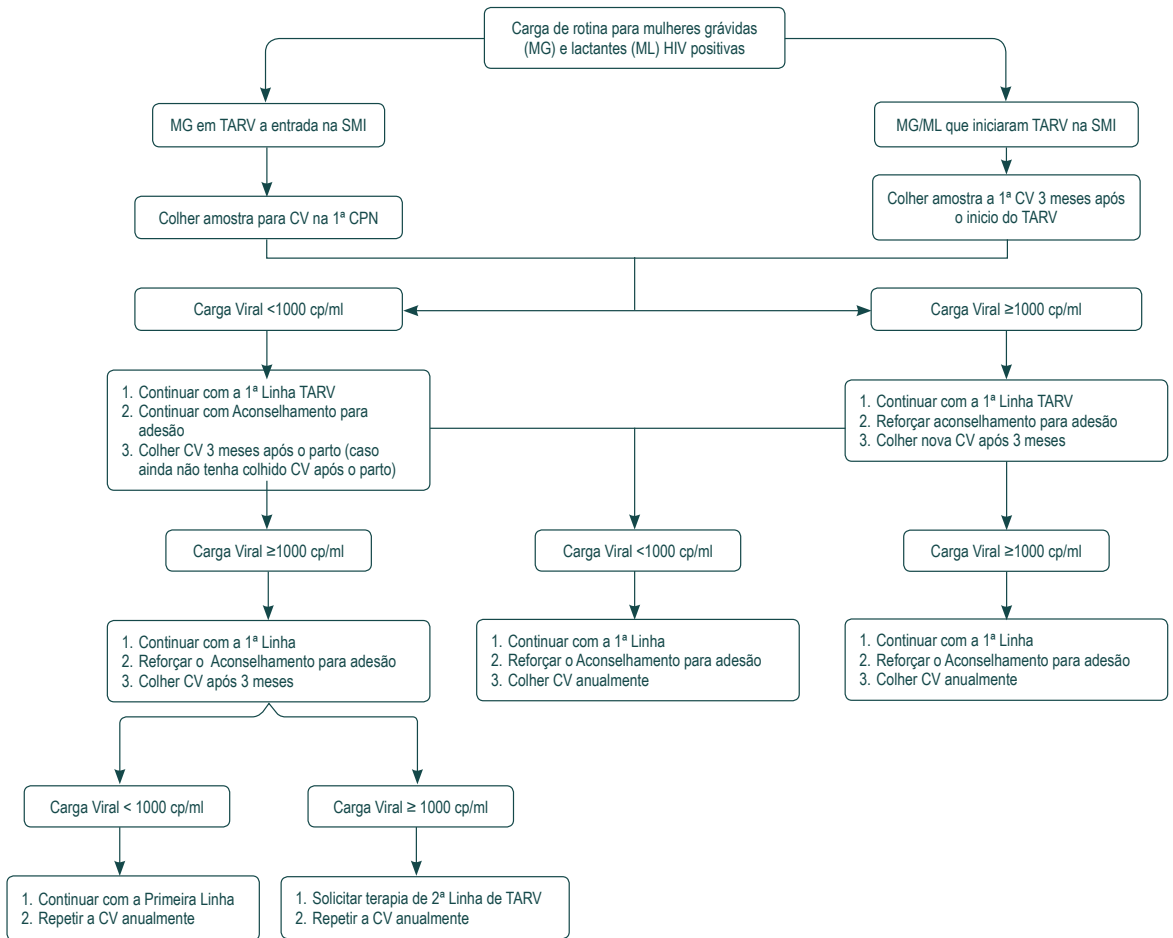 Carga de rotina para mulheres grávidas
(MG) e lactantes (ML) HIV positivas
MG em TARV a entrada na SMI
MG/ML que iniciaram TARV na SMI
Colher amostra para CV na 1ª CPN
Colher amostra a 1ª CV 3 meses após
o inicio do TARV
Carga Viral <1000 cp/ml
Carga Viral ≥1000 cp/ml
1. Continuar com a 1ª Linha TARV
2. Continuar com Aconselhamento para
adesão
3. Colher CV 3 meses após o parto (caso
ainda não tenha colhido CV após o parto)
1. Continuar com a 1ª Linha TARV
2. Reforçar aconselhamento para adesão
3. Colher nova CV após 3 meses
Carga Viral ≥1000 cp/ml
Carga Viral <1000 cp/ml
Carga Viral ≥1000 cp/ml
1. Continuar com a 1ª Linha
2. Reforçar o Aconselhamento para adesão
3. Colher CV após 3 meses
1. Continuar com a 1ª Linha
2. Reforçar o Aconselhamento para adesão
3. Colher CV anualmente
1. Continuar com a 1ª Linha
2. Reforçar o Aconselhamento para adesão
3. Colher CV anualmente
Carga Viral < 1000 cp/ml
Carga Viral ≥ 1000 cp/ml
1. Continuar com a Primeira Linha
2. Repetir a CV anualmente
1. Solicitar terapia de 2ª Linha de TARV
2. Repetir a CV anualmente